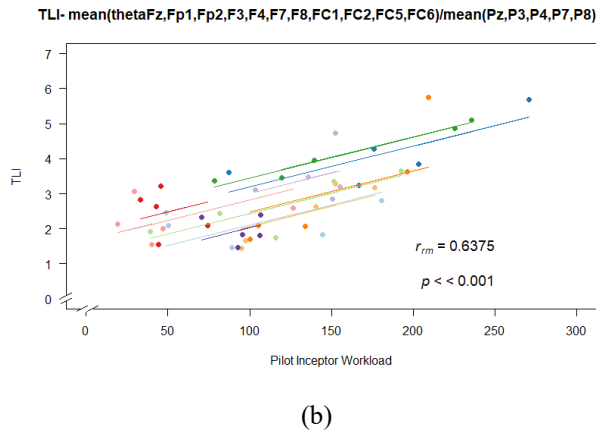 TLI- mean(thetaFz,Fp1,Fp2,F3,F4,F7,F8,FC1,FC2,FC5,FC6)/mean(Pz,P3,P4,P7,P8)
7
6
5
4
3
2
1
0
TLI
r_rm = 0.6375
p < < 0.001
0 50 100 150 200 250 300
Pilot Inceptor Workload
(b)